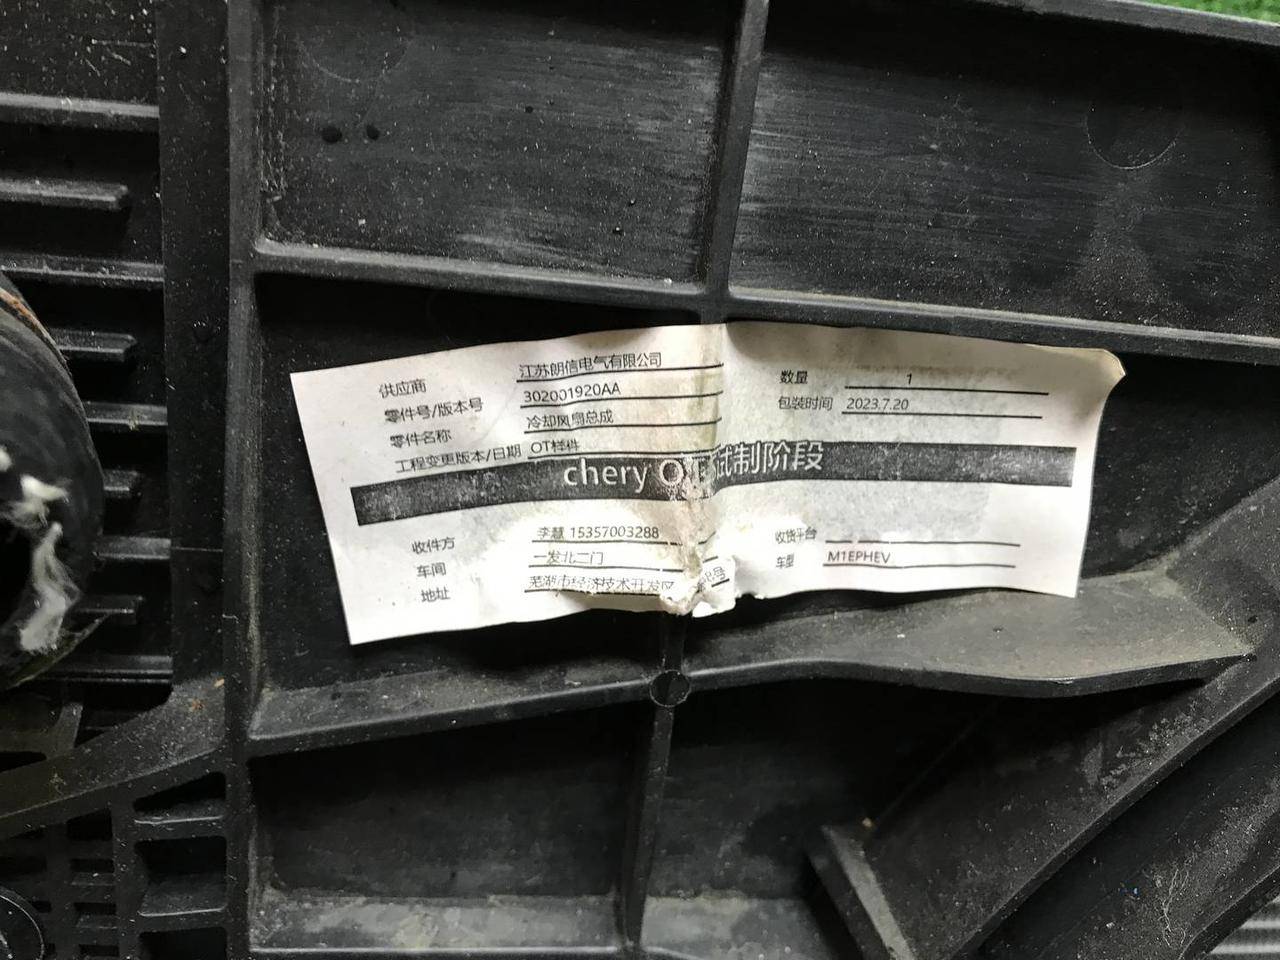 供应商 江苏朗信电气有限公司 数量 1
零件号/版本号 302001920AA 包装时间 2023.7.20
零件名称 冷却风扇总成
工程变更版本/日期 OT样件
chery 试制阶段
收件方 李慧 15357003288 收货平台
车间 一发北二门 车型 M1EPHEV
地址 芜湖市经济技术开发区